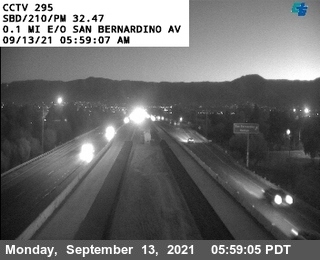 CCTV 295
SBD/210/PM 32.47
0.1 MI E/O SAN BERNARDINO AV
09/13/21 05:59:07 AM
Monday, September 13, 2021 05:59:05 PDT